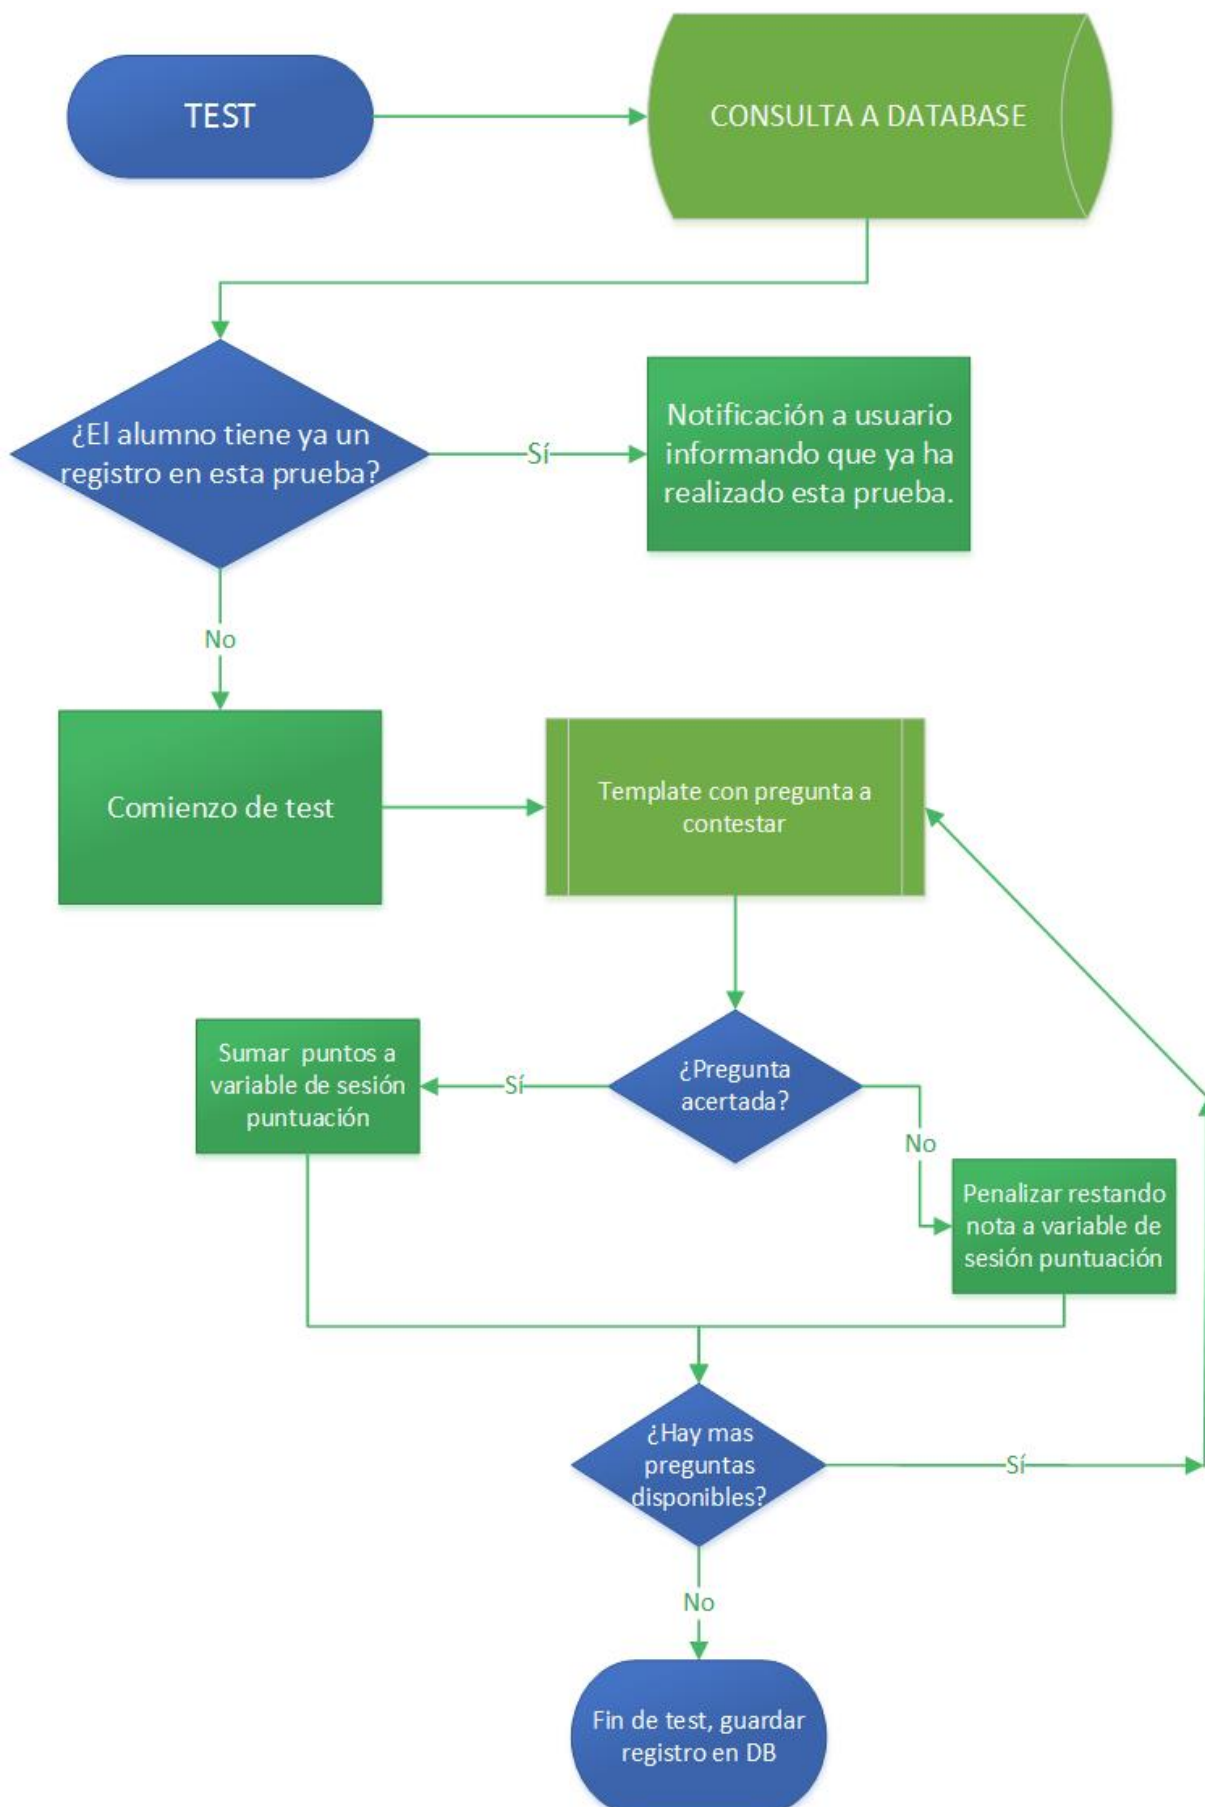 TEST
CONSULTA A DATABASE
¿El alumno tiene ya un
registro en esta prueba?
Sí
Notificación a usuario
informando que ya ha
realizado esta prueba.
No
Comienzo de test
Template con pregunta a
contestar
Sumar puntos a
variable de sesión
puntuación
Sí
¿Pregunta
acertada?
No
Penalizar restando
nota a variable de
sesión puntuación
¿Hay mas
preguntas
disponibles?
Sí
No
Fin de test, guardar
registro en DB